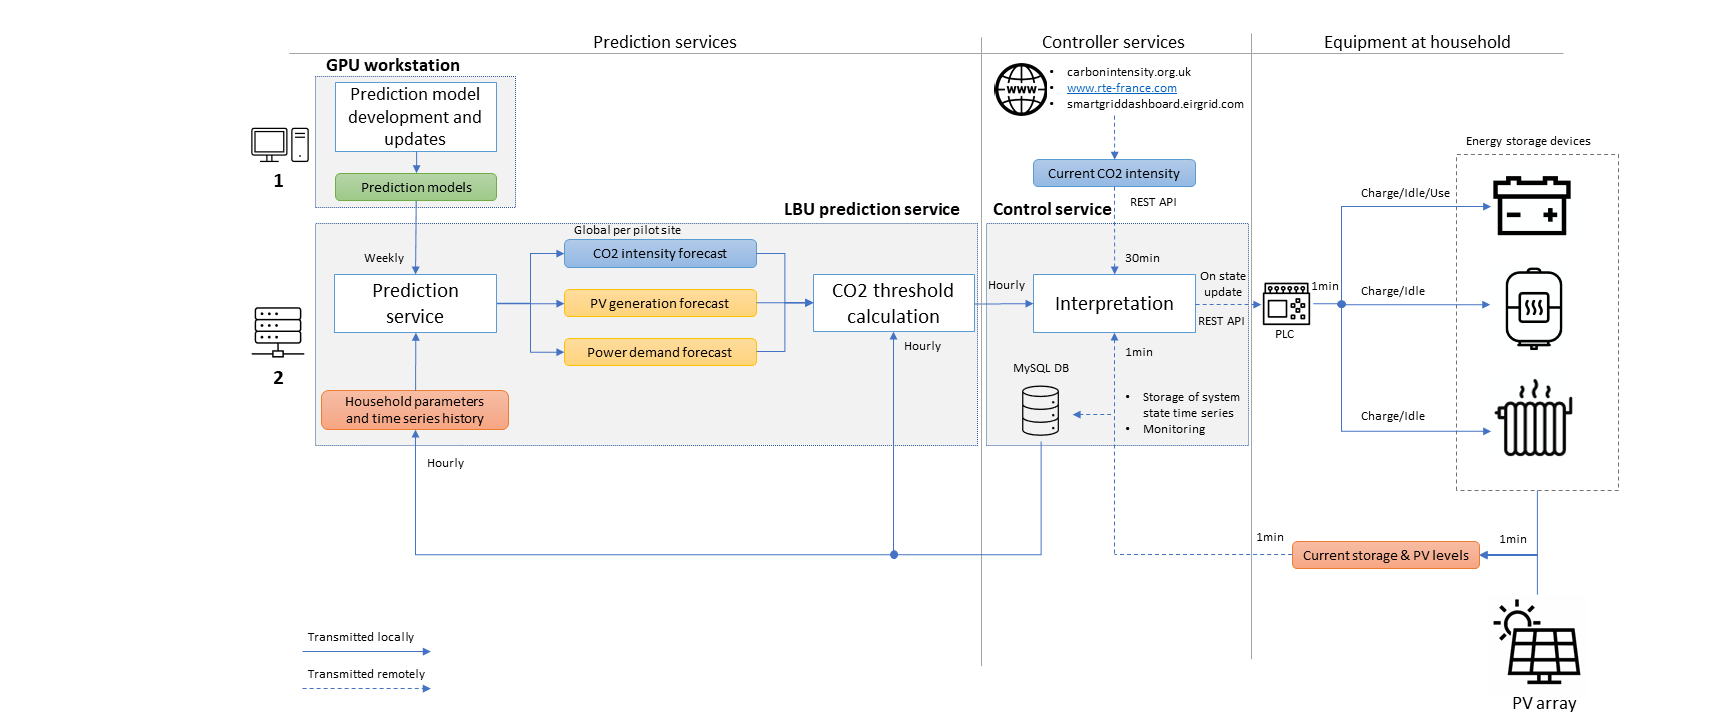 Prediction services
Controller services
Equipment at household
GPU workstation
Prediction model
development and
updates
Prediction models
1
WWW
• carbonintensity.org.uk
• www.rte-france.com
• smartgriddashboard.eirgrid.com
Current CO2 intensity
REST API
LBU prediction service
Control service
Global per pilot site
Weekly
CO2 intensity forecast
Prediction
service
PV generation forecast
Power demand forecast
CO2 threshold
calculation
Hourly
Hourly
30min
Interpretation
1min
On state
update
REST API
PLC
1min
2
Household parameters
and time series history
Hourly
MySQL DB
• Storage of system
state time series
• Monitoring
Energy storage devices
Charge/Idle/Use
Charge/Idle
Charge/Idle
1min
Current storage & PV levels
1min
PV array
Transmitted locally
Transmitted remotely